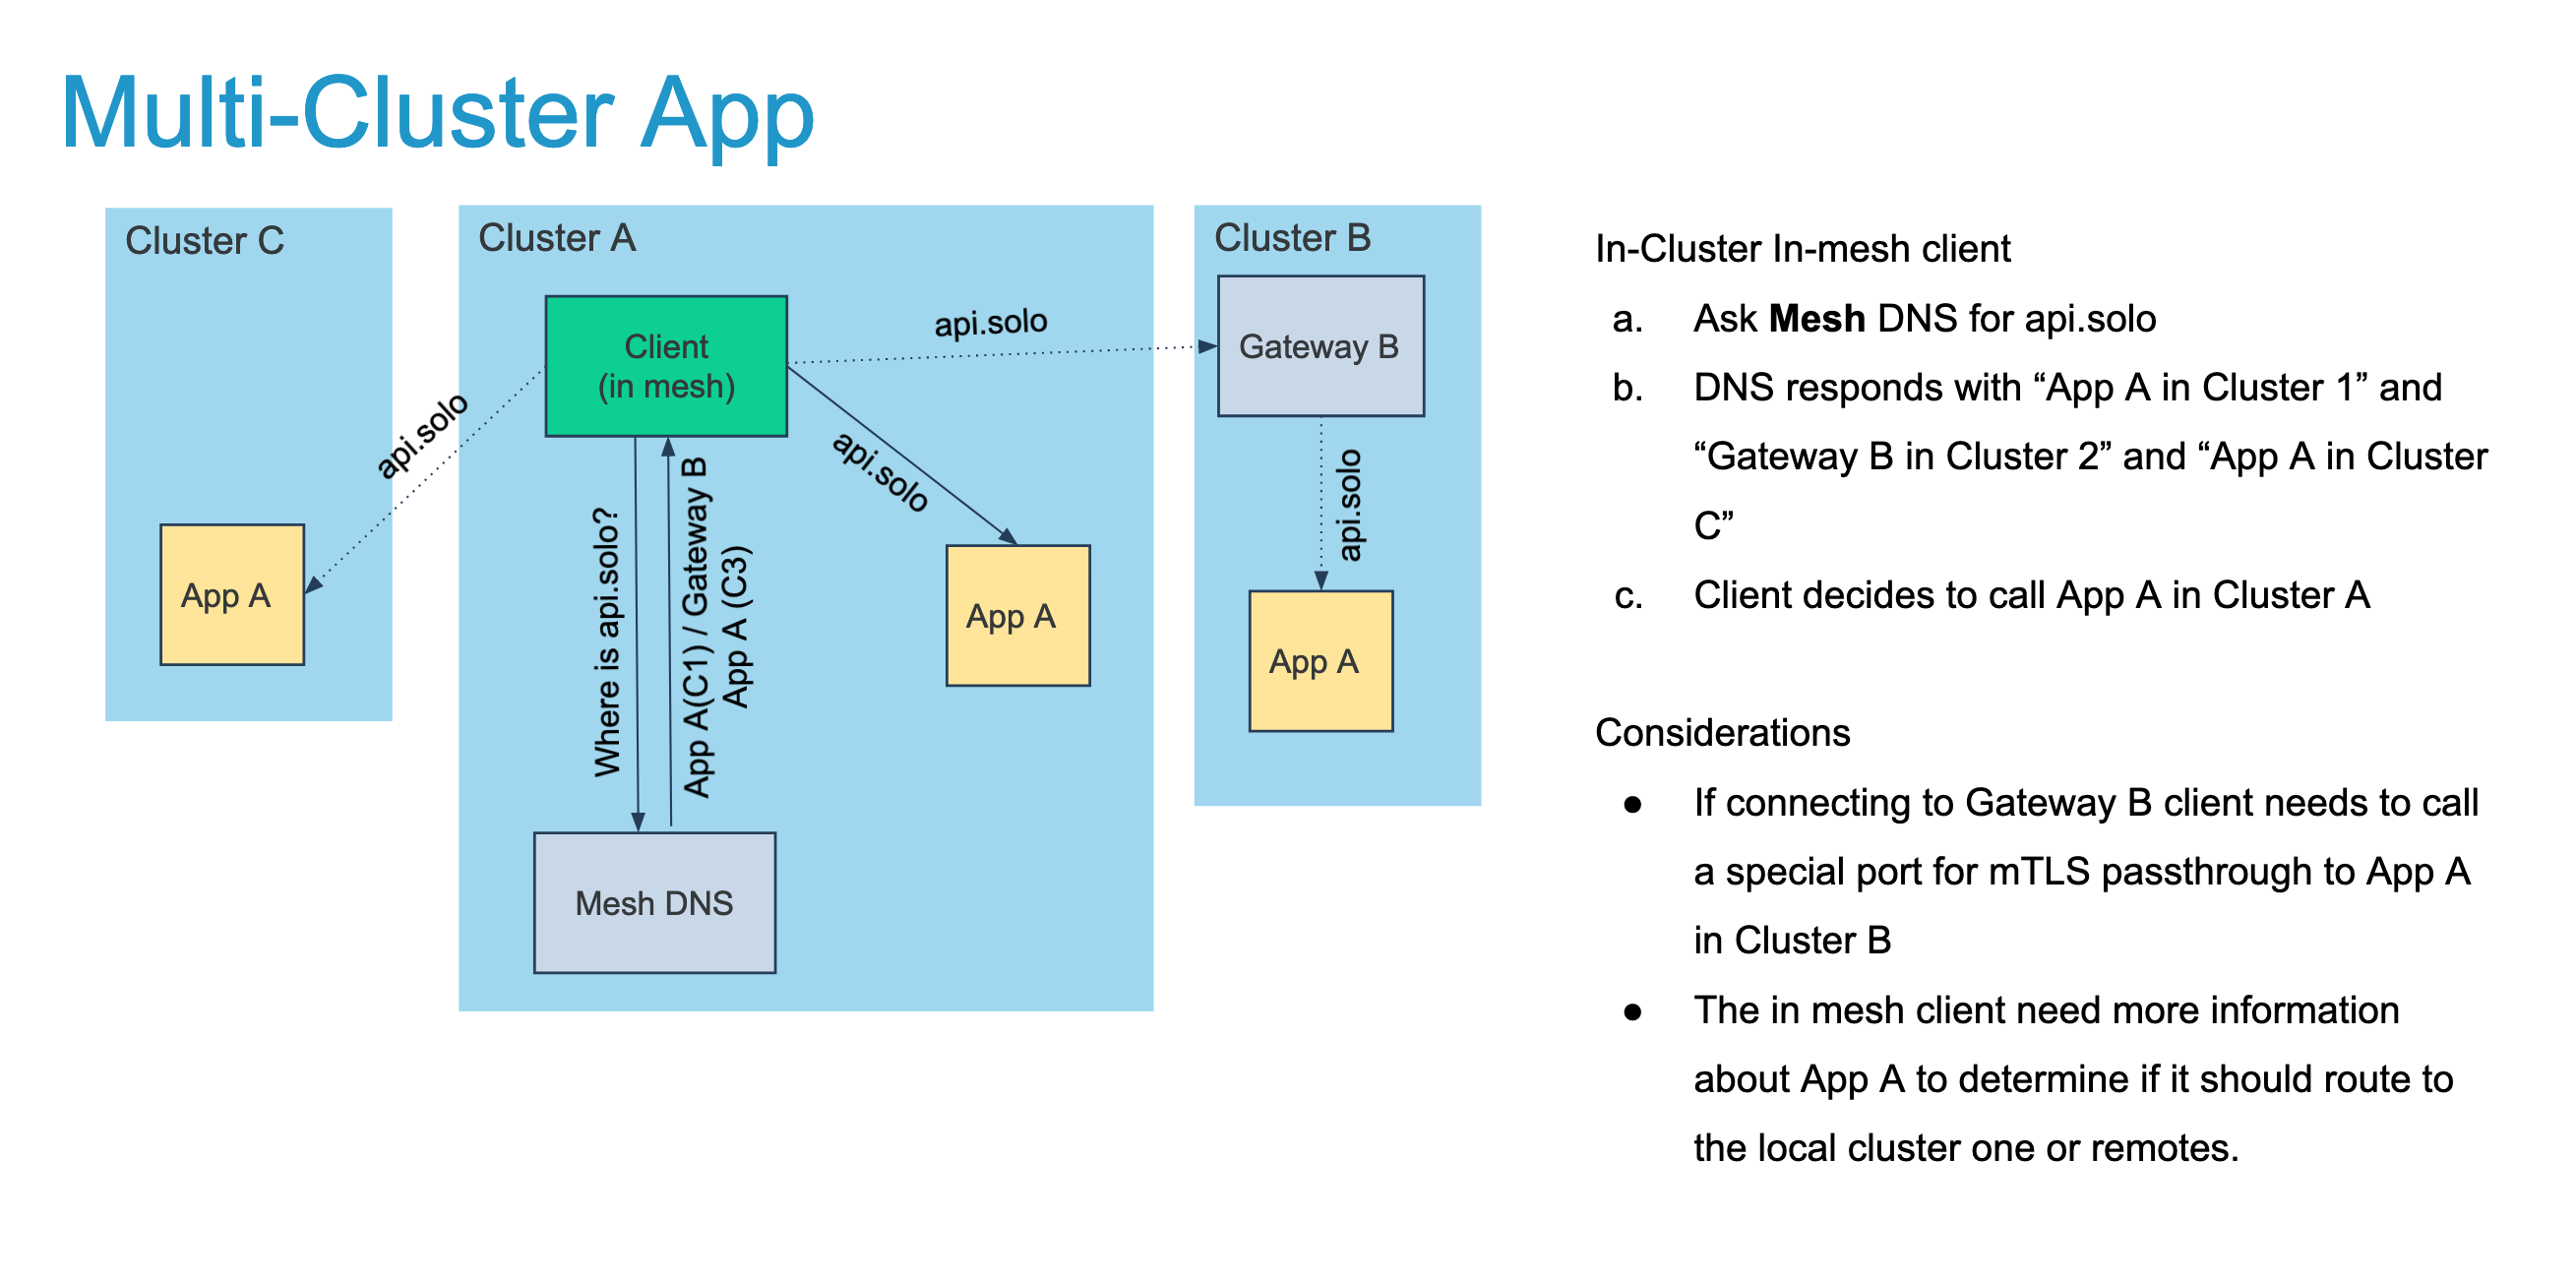 Multi-Cluster App
Cluster C
App A
api.solo
Cluster A
Client
(in mesh)
api.solo
api.solo
Where is api.solo?
App A(C1) / Gateway B
App A (C3)
App A
Mesh DNS
Cluster B
Gateway B
api.solo
App A
In-Cluster In-mesh client
a. Ask Mesh DNS for api.solo
b. DNS responds with “App A in Cluster 1” and
“Gateway B in Cluster 2” and “App A in Cluster
C”
c. Client decides to call App A in Cluster A
Considerations
● If connecting to Gateway B client needs to call
a special port for mTLS passthrough to App A
in Cluster B
● The in mesh client need more information
about App A to determine if it should route to
the local cluster one or remotes.